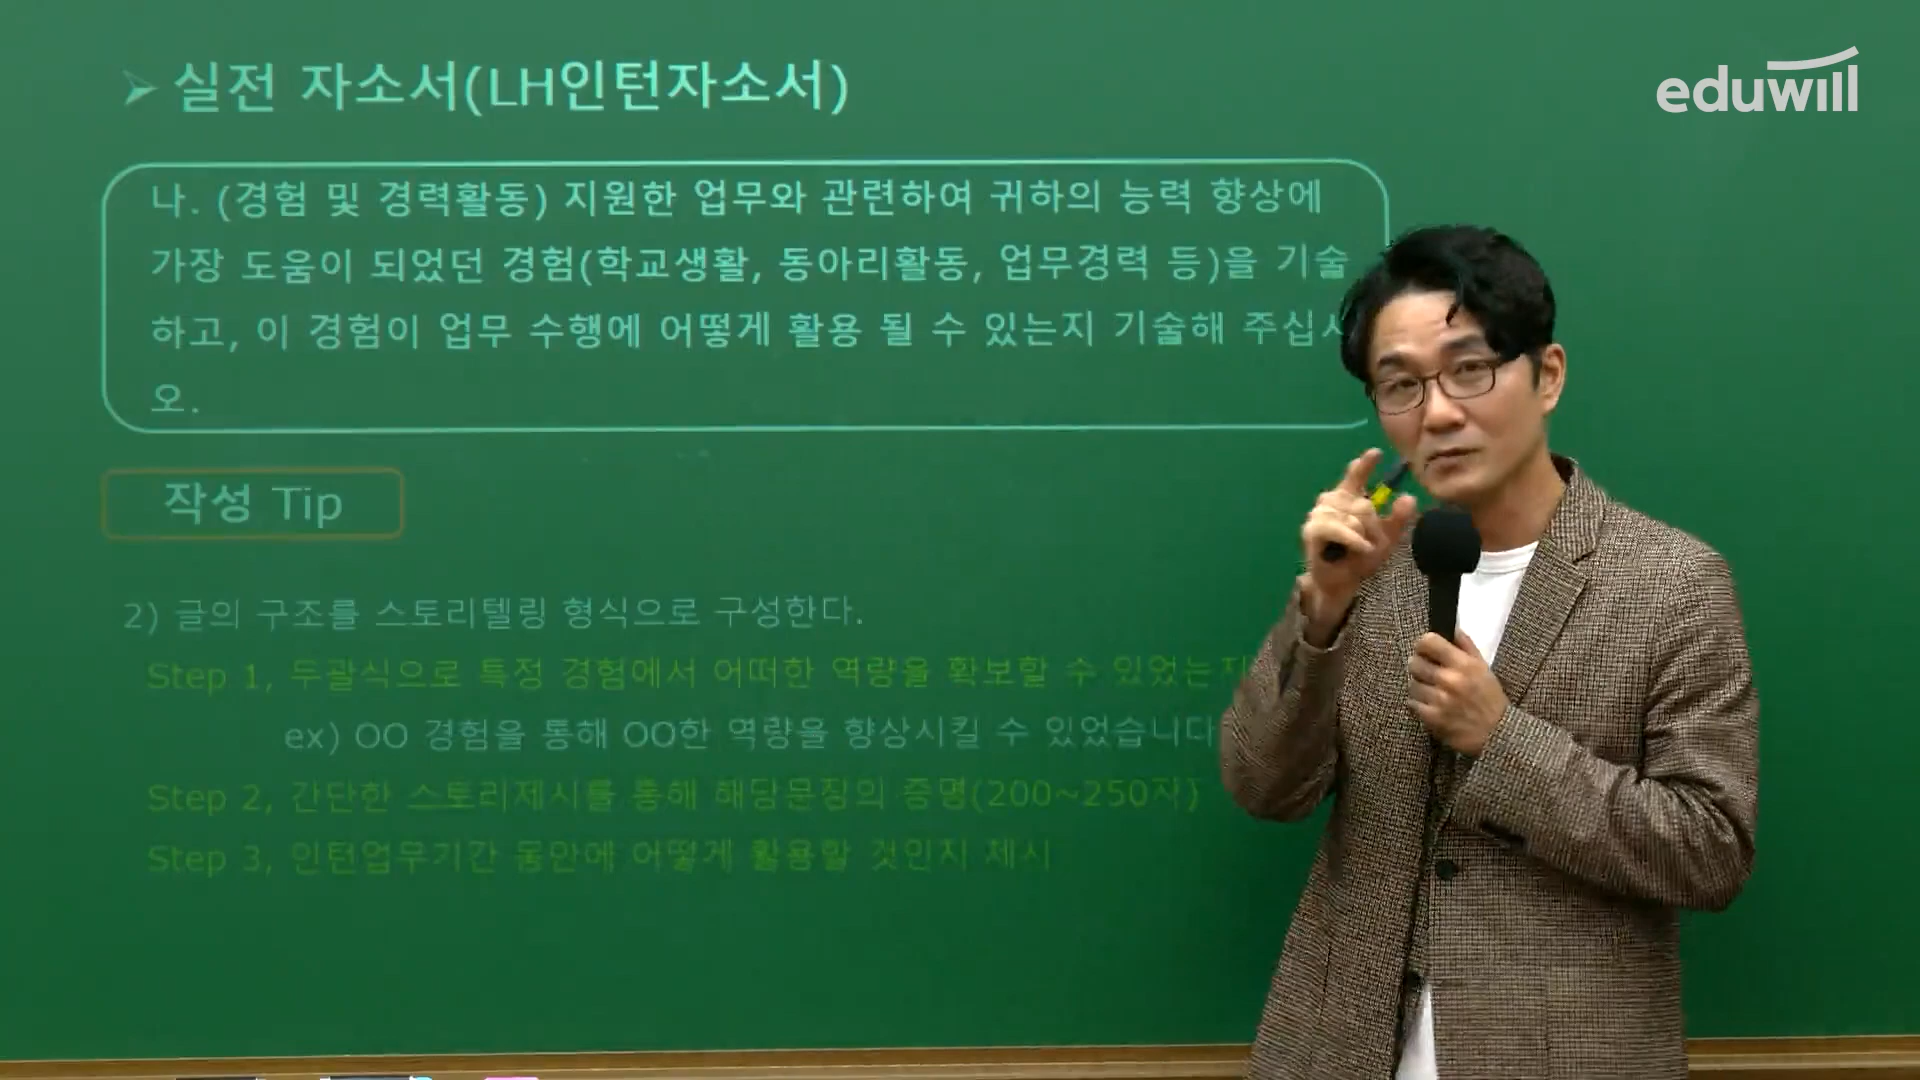 ➢ 실전 자소서(LH인턴자소서)
eduwill
나. (경험 및 경력활동) 지원한 업무와 관련하여 귀하의 능력 향상에
가장 도움이 되었던 경험(학교생활, 동아리활동, 업무경력 등)을 기술
하고, 이 경험이 업무 수행에 어떻게 활용 될 수 있는지 기술해 주십시
오.
작성 Tip
2) 글의 구조를 스토리텔링 형식으로 구성한다.
Step 1, 두괄식으로 특정 경험에서 어떠한 역량을 확보할 수 있었는지
ex) OO 경험을 통해 OO한 역량을 향상시킬 수 있었습니다
Step 2, 간단한 스토리제시를 통해 해당문장의 증명(200~250자)
Step 3, 인턴업무기간 동안에 어떻게 활용할 것인지 제시